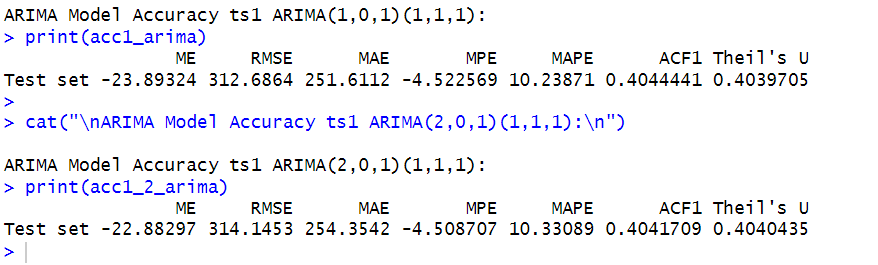 ARIMA Model Accuracy ts1 ARIMA(1,0,1)(1,1,1):
> print(acc1_arima)
ME RMSE MAE MPE MAPE ACF1 Theil's U
Test set -23.89324 312.6864 251.6112 -4.522569 10.23871 0.4044441 0.4039705
>
> cat("\nARIMA Model Accuracy ts1 ARIMA(2,0,1)(1,1,1):\n")
ARIMA Model Accuracy ts1 ARIMA(2,0,1)(1,1,1):
> print(acc1_2_arima)
ME RMSE MAE MPE MAPE ACF1 Theil's U
Test set -22.88297 314.1453 254.3542 -4.508707 10.33089 0.4041709 0.4040435
>